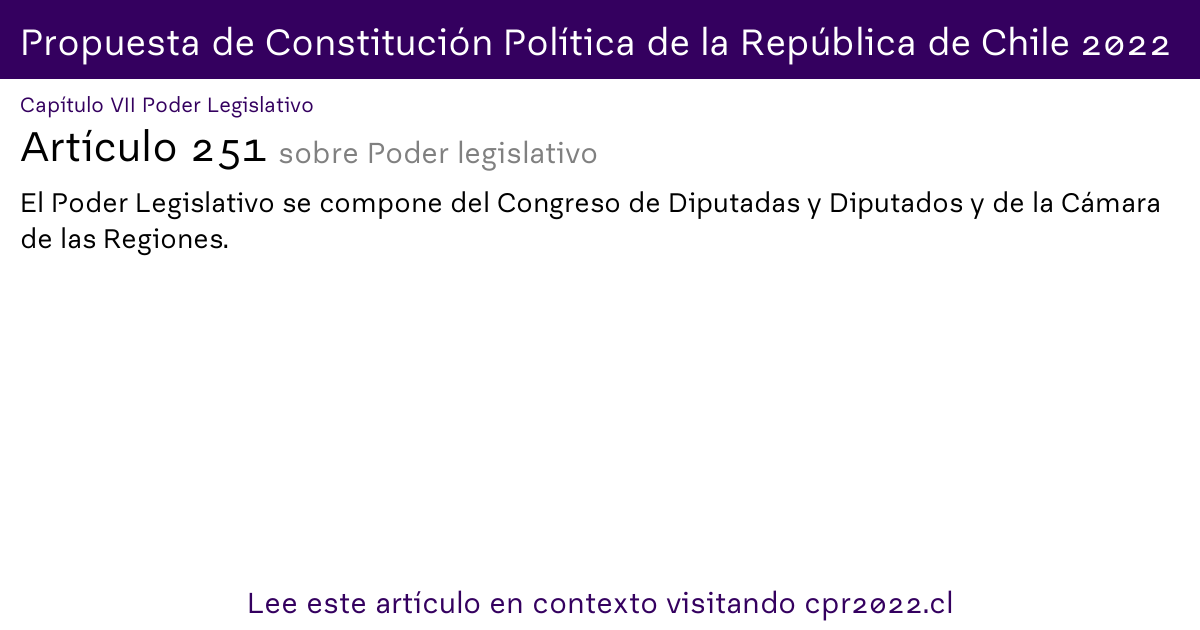 Propuesta de Constitución Política de la República de Chile 2022
Capítulo VII Poder Legislativo
Artículo 251 sobre Poder legislativo
El Poder Legislativo se compone del Congreso de Diputadas y Diputados y de la Cámara
de las Regiones.
Lee este artículo en contexto visitando cpr2022.cl